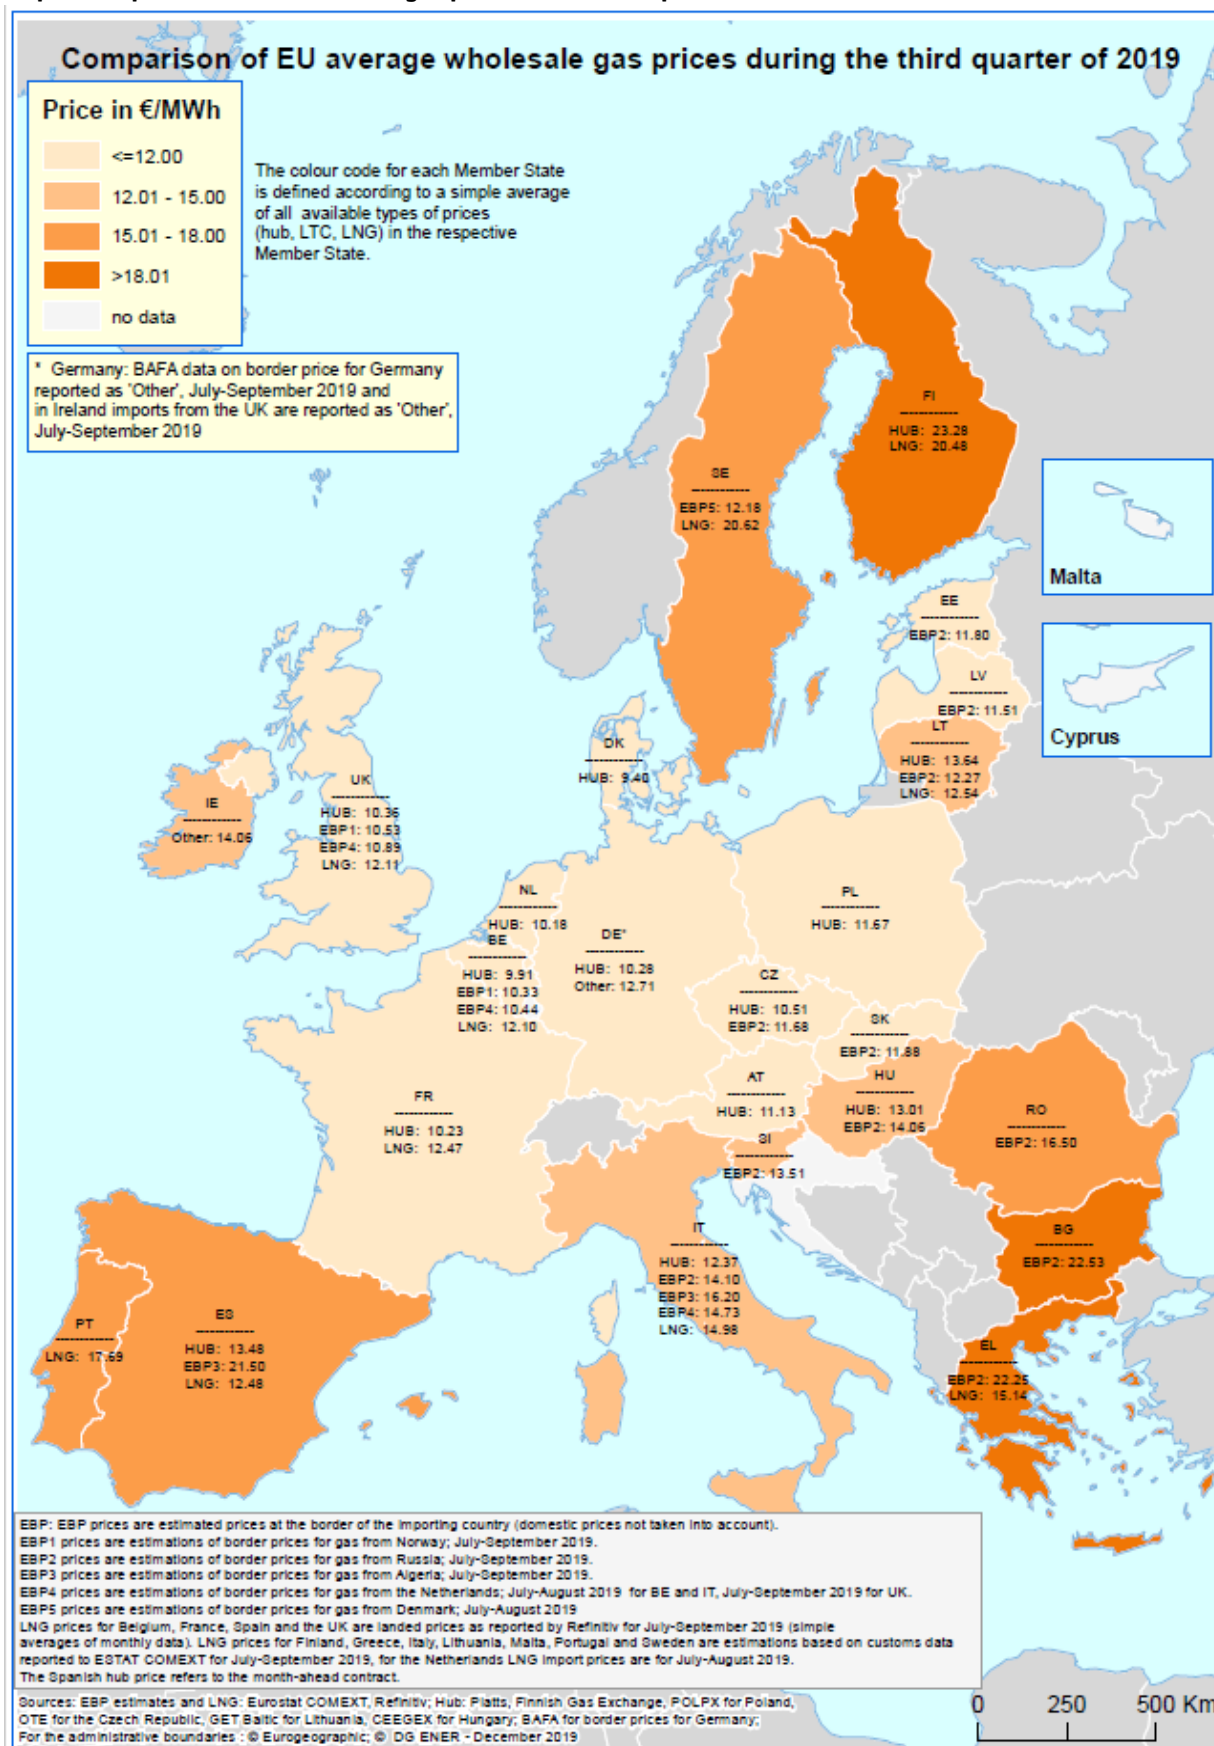 Comparison of EU average wholesale gas prices during the third quarter of 2019
Price in €/MWh
<=12.00
12.01 - 15.00
15.01 - 18.00
>18.01
no data
The colour code for each Member State
is defined according to a simple average
of all available types of prices
(hub, LTC, LNG) in the respective
Member State.
* Germany: BAFA data on border price for Germany
reported as 'Other', July-September 2019 and
in Ireland imports from the UK are reported as 'Other',
July-September 2019
FI
------------
HUB: 23.28
LNG: 20.48
SE
------------
EBP5: 12.18
LNG: 20.62
Malta
Cyprus
EE
------------
EBP2: 11.80
LV
------------
EBP2: 11.51
LT
------------
HUB: 13.64
EBP2: 12.27
LNG: 12.54
DK
------------
HUB: 9.40
UK
------------
HUB: 10.36
EBP1: 10.53
EBP4: 10.89
LNG: 12.11
IE
------------
Other: 14.06
NL
------------
HUB: 10.18
BE
------------
HUB: 9.91
EBP1: 10.33
EBP4: 10.44
LNG: 12.10
DE*
------------
HUB: 10.28
Other: 12.71
PL
------------
HUB: 11.67
CZ
------------
HUB: 10.51
EBP2: 11.68
SK
------------
EBP2: 11.88
AT
------------
HUB: 11.13
HU
------------
HUB: 13.01
EBP2: 14.06
FR
------------
HUB: 10.23
LNG: 12.47
SI
------------
EBP2: 13.51
RO
------------
EBP2: 16.50
BG
------------
EBP2: 22.53
IT
------------
HUB: 12.37
EBP2: 14.10
EBP3: 16.20
EBP4: 14.73
LNG: 14.98
PT
------------
LNG: 17.69
ES
------------
HUB: 13.48
EBP3: 21.50
LNG: 12.48
EL
------------
EBP2: 22.25
LNG: 15.14
EBP: EBP prices are estimated prices at the border of the importing country (domestic prices not taken into account).
EBP1 prices are estimations of border prices for gas from Norway; July-September 2019.
EBP2 prices are estimations of border prices for gas from Russia; July-September 2019.
EBP3 prices are estimations of border prices for gas from Algeria; July-September 2019.
EBP4 prices are estimations of border prices for gas from the Netherlands; July-August 2019 for BE and IT, July-September 2019 for UK.
EBP5 prices are estimations of border prices for gas from Denmark; July-August 2019
LNG prices for Belgium, France, Spain and the UK are landed prices as reported by Refinitiv for July-September 2019 (simple
averages of monthly data). LNG prices for Finland, Greece, Italy, Lithuania, Malta, Portugal and Sweden are estimations based on customs data
reported to ESTAT COMEXT for July-September 2019, for the Netherlands LNG import prices are for July-August 2019.
The Spanish hub price refers to the month-ahead contract.
Sources: EBP estimates and LNG: Eurostat COMEXT, Refinitiv; Hub: Platts, Finnish Gas Exchange, POLPX for Poland,
OTE for the Czech Republic, GET Baltic for Lithuania, CEEGEX for Hungary; BAFA for border prices for Germany;
For the administrative boundaries : © Eurogeographic; © DG ENER - December 2019
0 250 500 Km